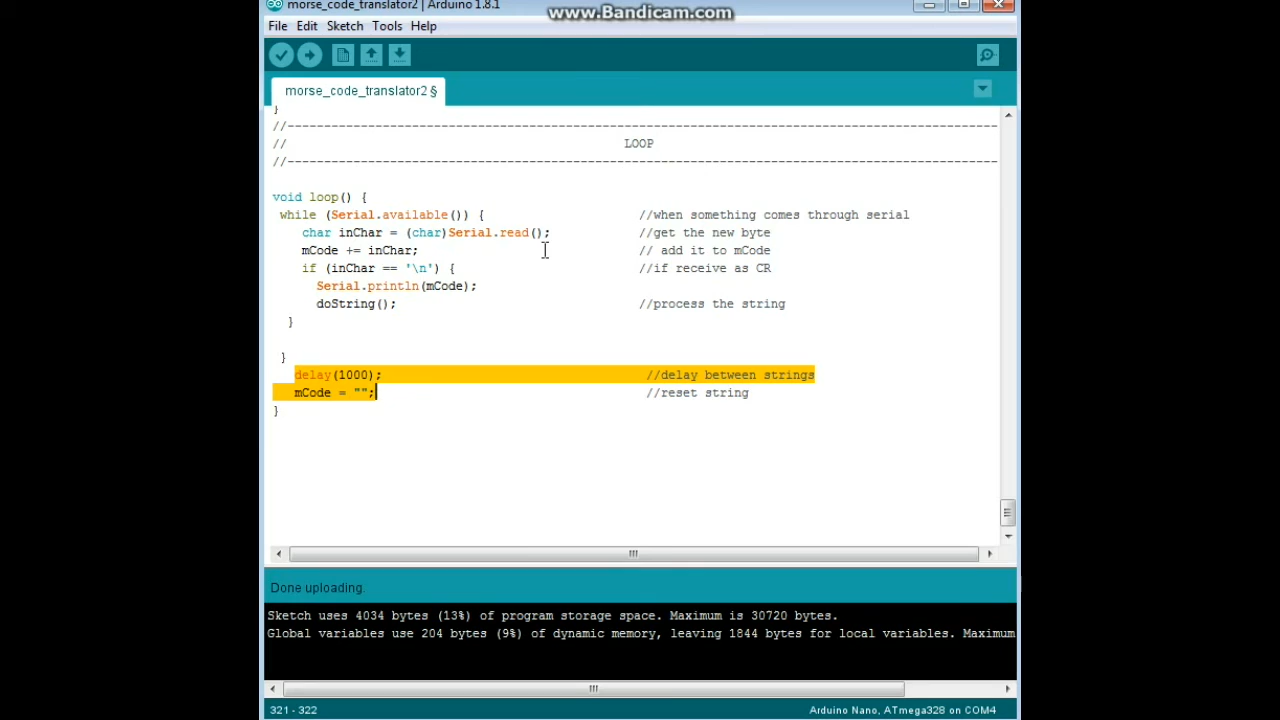 morse_code_translator2 | Arduino 1.8.1
www.Bandicam.com
File Edit Sketch Tools Help
morse_code_translator2 §
}
//--------------------------------------------------------------------------------------------------
// LOOP
//--------------------------------------------------------------------------------------------------
void loop() {
while (Serial.available()) { //when something comes through serial
char inChar = (char)Serial.read(); //get the new byte
mCode += inChar; // add it to mCode
if (inChar == '\n') { //if receive as CR
Serial.println(mCode);
doString(); //process the string
}
}
delay(1000); //delay between strings
mCode = ""; //reset string
}
Done uploading.
Sketch uses 4034 bytes (13%) of program storage space. Maximum is 30720 bytes.
Global variables use 204 bytes (9%) of dynamic memory, leaving 1844 bytes for local variables. Maximum
321 - 322
Arduino Nano, ATmega328 on COM4